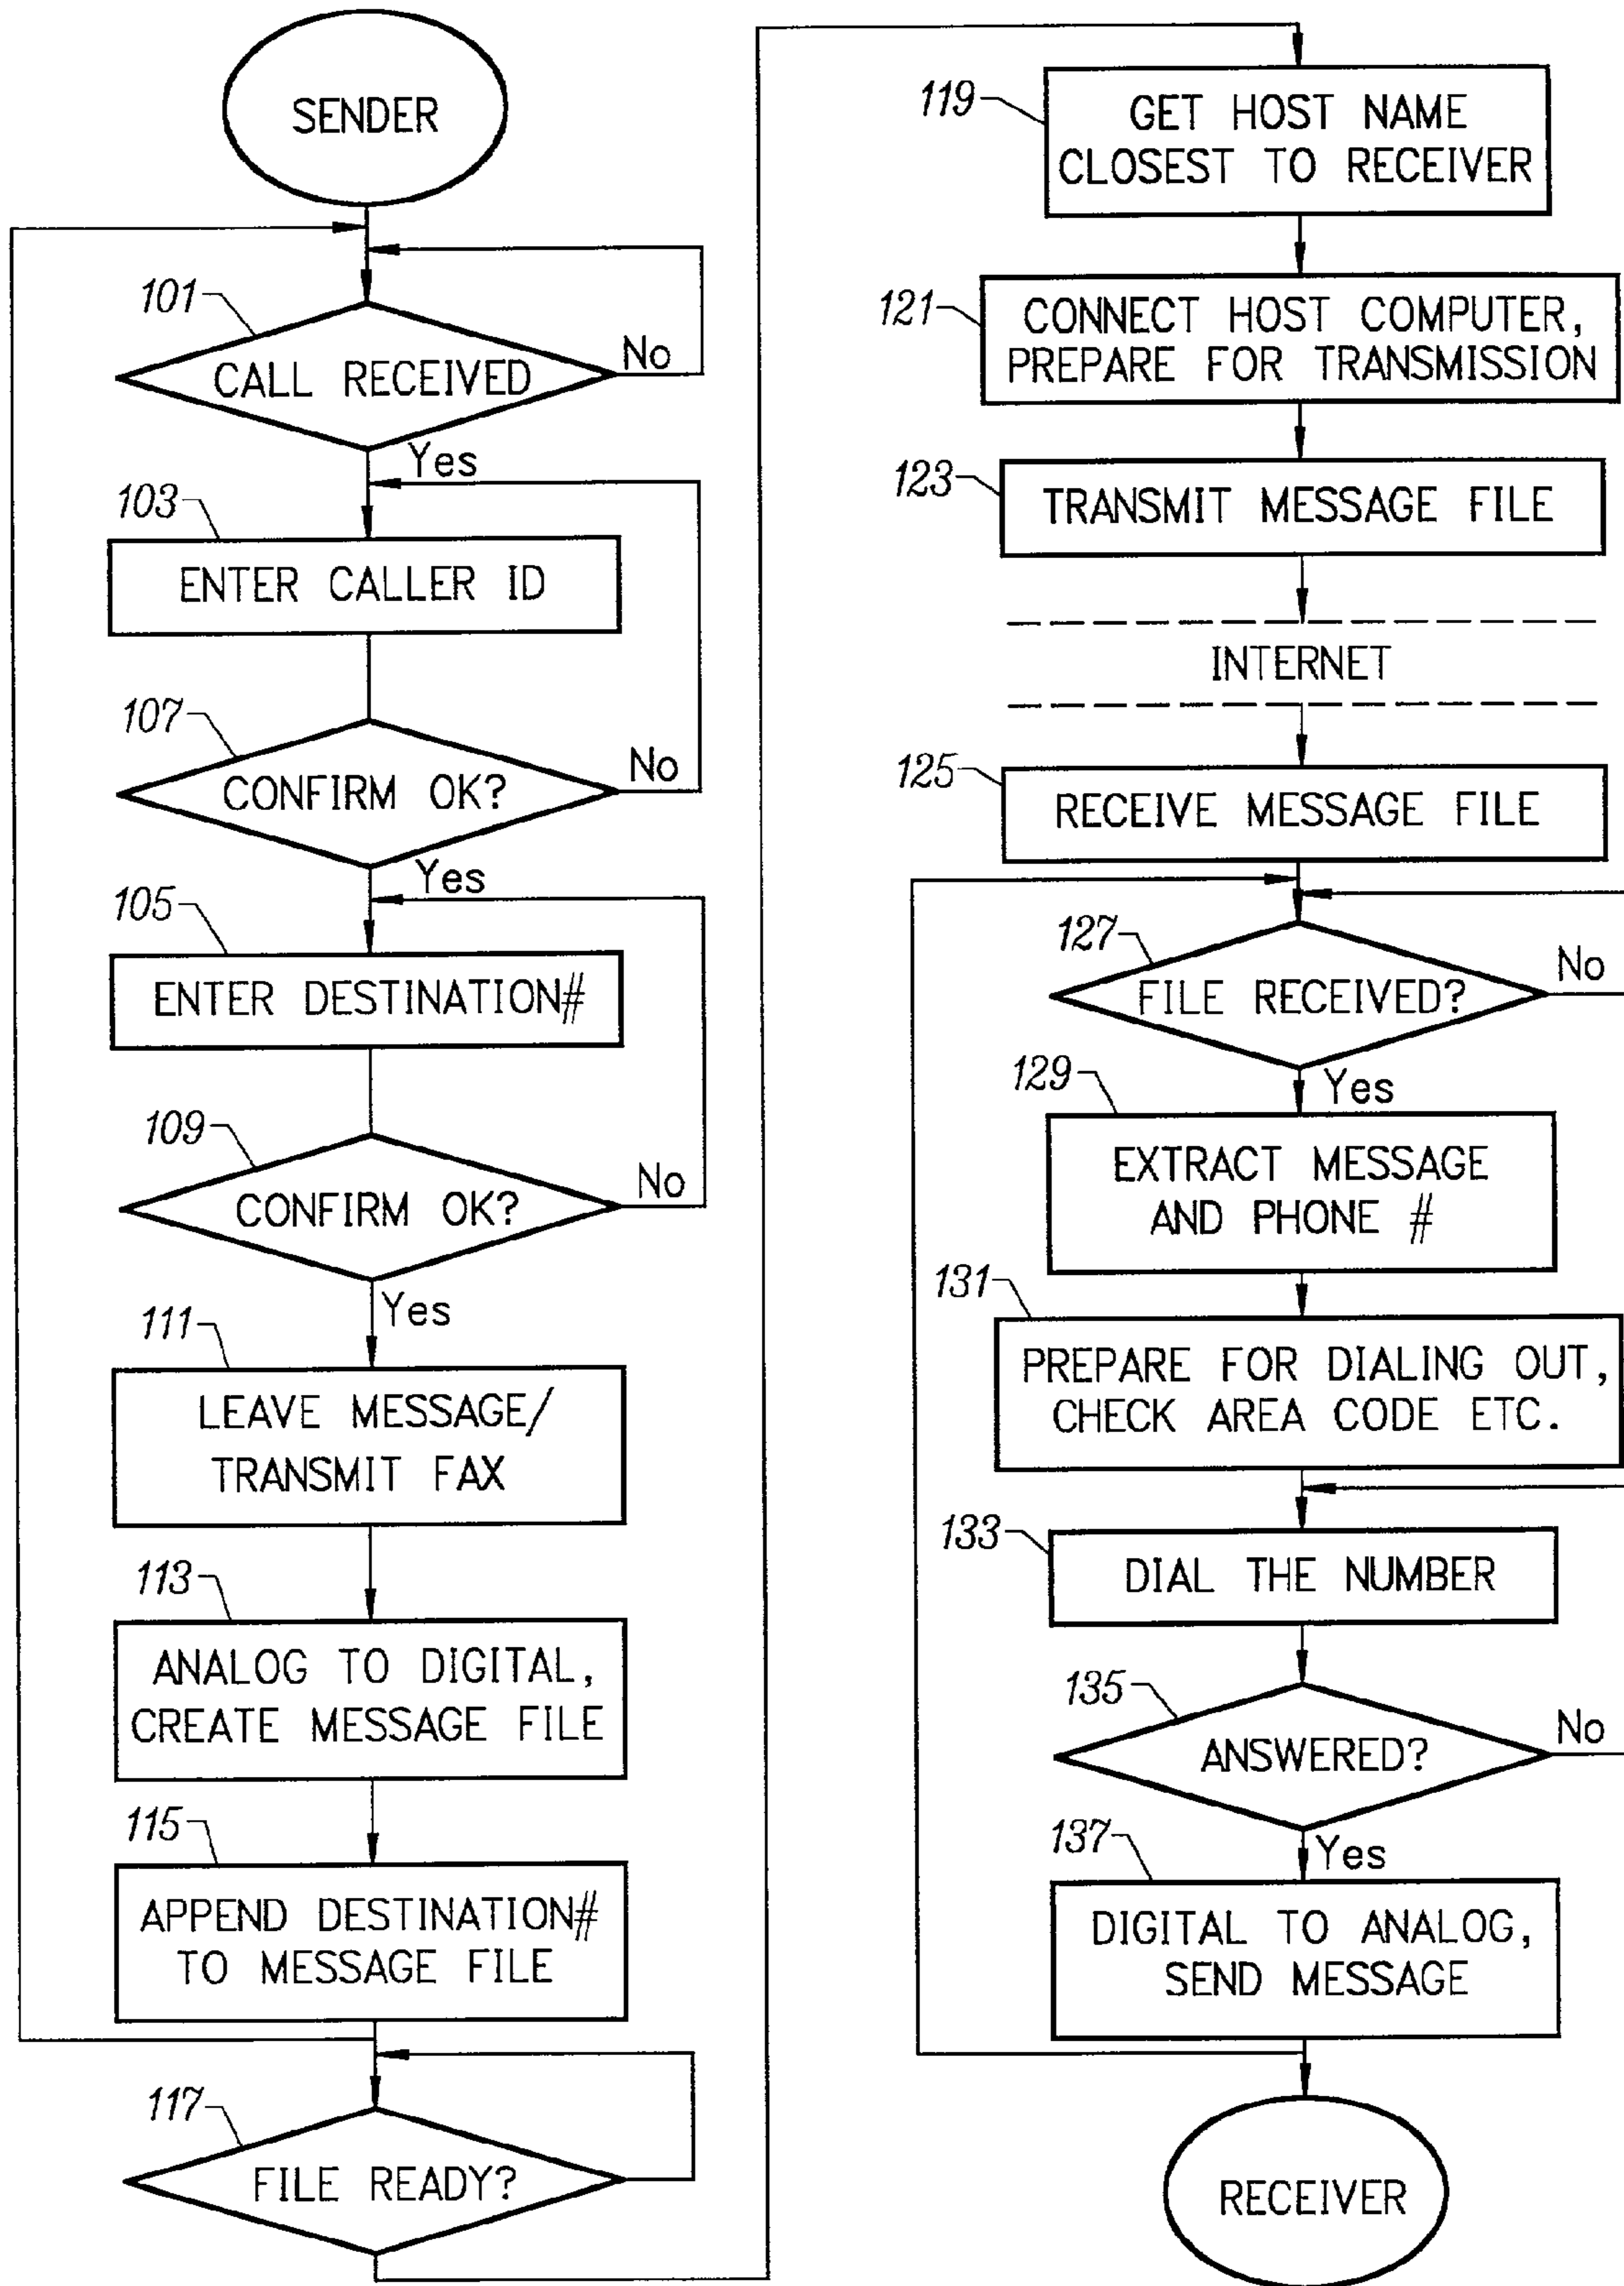 SENDER
101
CALL RECEIVED
No
Yes
103
ENTER CALLER ID
107
CONFIRM OK?
No
Yes
105
ENTER DESTINATION#
109
CONFIRM OK?
No
Yes
111
LEAVE MESSAGE/
TRANSMIT FAX
113
ANALOG TO DIGITAL,
CREATE MESSAGE FILE
115
APPEND DESTINATION#
TO MESSAGE FILE
117
FILE READY?
119
GET HOST NAME
CLOSEST TO RECEIVER
121
CONNECT HOST COMPUTER,
PREPARE FOR TRANSMISSION
123
TRANSMIT MESSAGE FILE
INTERNET
125
RECEIVE MESSAGE FILE
127
FILE RECEIVED?
No
129
Yes
EXTRACT MESSAGE
AND PHONE #
131
PREPARE FOR DIALING OUT,
CHECK AREA CODE ETC.
133
DIAL THE NUMBER
135
ANSWERED?
No
137
Yes
DIGITAL TO ANALOG,
SEND MESSAGE
RECEIVER